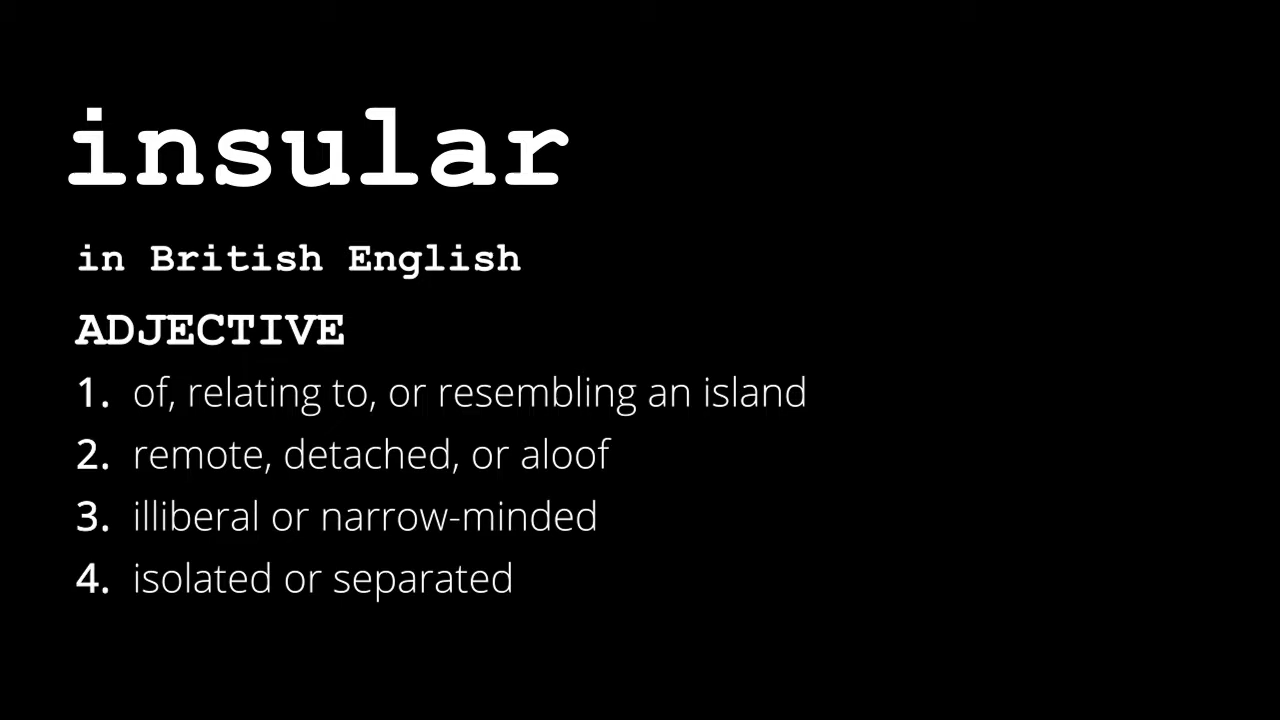 insular
in British English
ADJECTIVE
1. of, relating to, or resembling an island
2. remote, detached, or aloof
3. illiberal or narrow-minded
4. isolated or separated